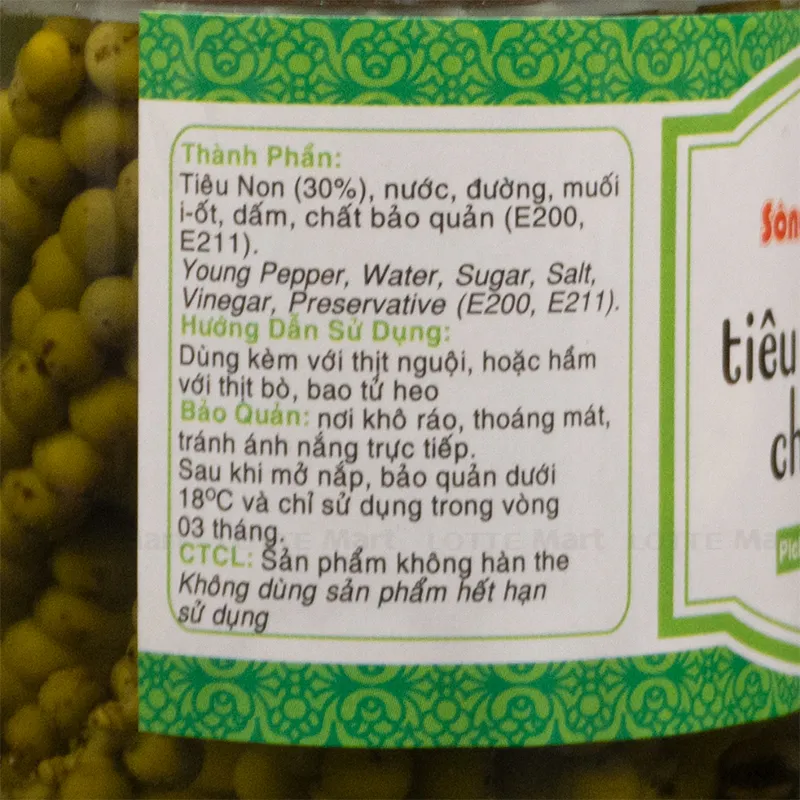 Thành Phần:
Tiêu Non (30%), nước, đường, muối
i-ốt, dấm, chất bảo quản (E200,
E211).
Young Pepper, Water, Sugar, Salt,
Vinegar, Preservative (E200, E211).
Hướng Dẫn Sử Dụng:
Dùng kèm với thịt nguội, hoặc hầm
với thịt bò, bao tử heo
Bảo Quản: nơi khô ráo, thoáng mát,
tránh ánh nắng trực tiếp.
Sau khi mở nắp, bảo quản dưới
18ºC và chỉ sử dụng trong vòng
03 tháng.
CTCL: Sản phẩm không hàn the
Không dùng sản phẩm hết hạn
sử dụng
tiêu
LOTTE Mart